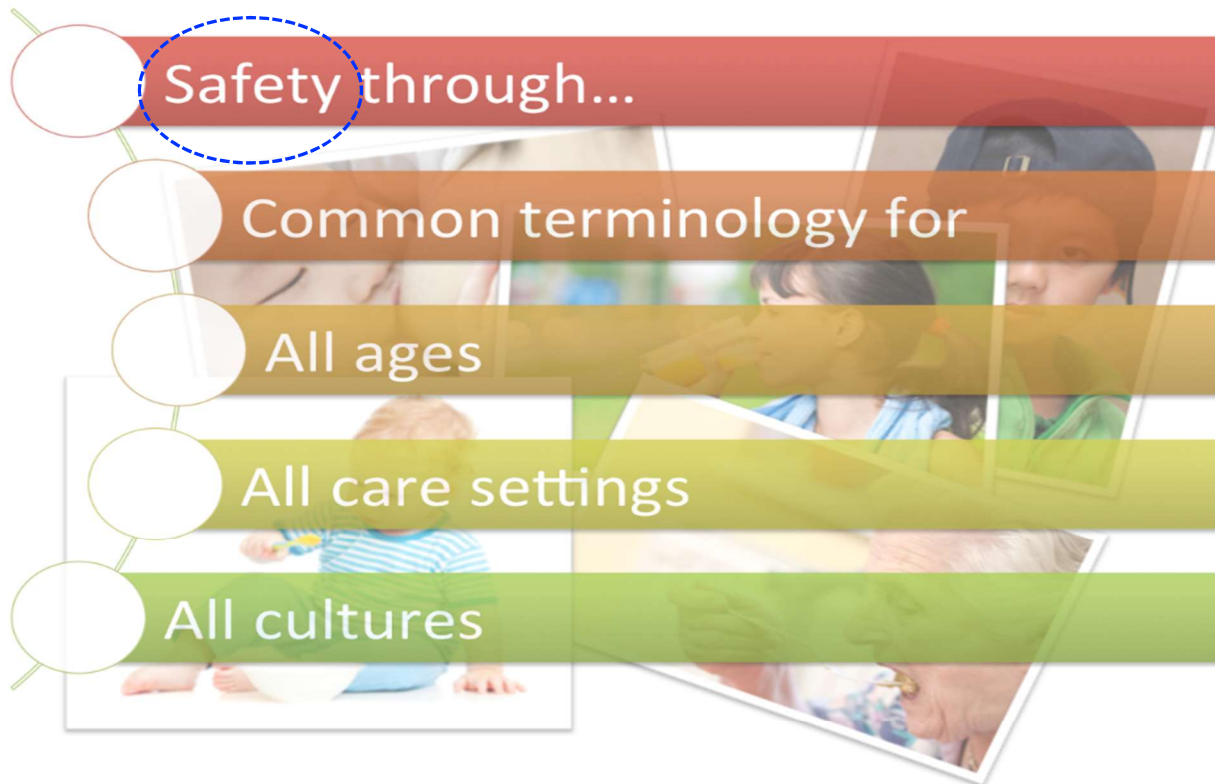 Safety through...
Common terminology for
All ages
All care settings
All cultures